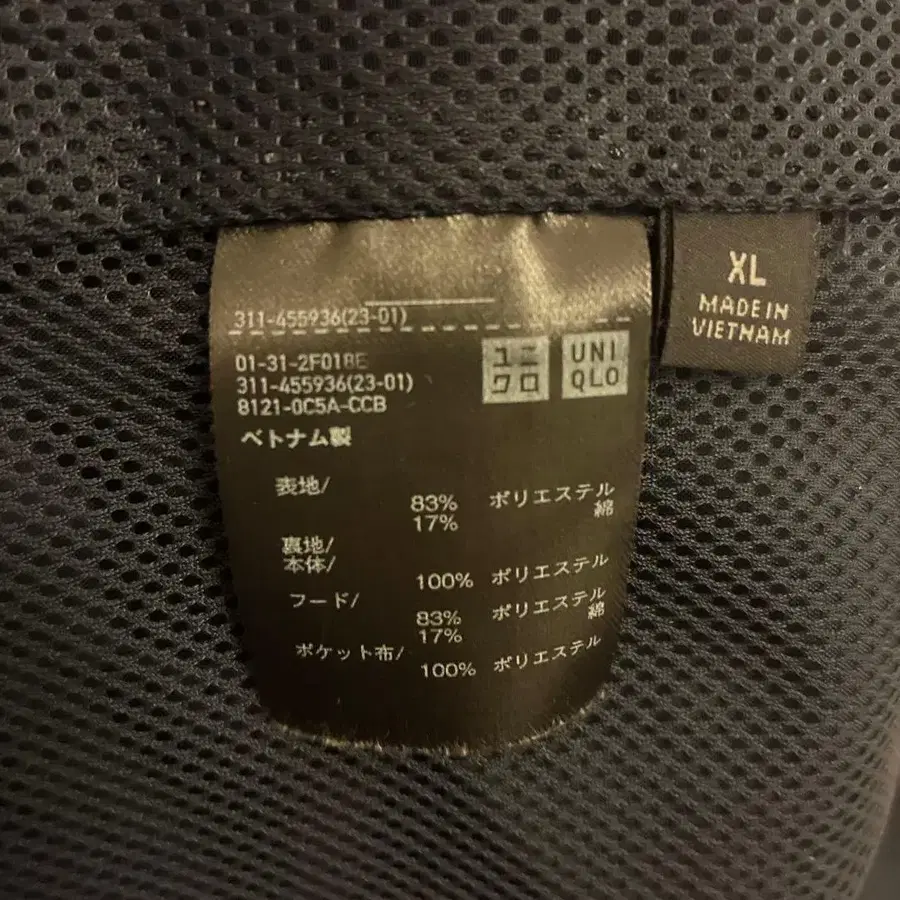 311-455936(23-01)
01-31-2F018E
311-455936(23-01)
8121-0C5A-CCB
ベトナム製
ユニ
クロ
UNI
QLO
表地/
83% ポリエステル
17% 綿
裏地/
本体/
100% ポリエステル
フード/
83% ポリエステル
17% 綿
ポケット布/
100% ポリエステル
XL
MADE IN
VIETNAM